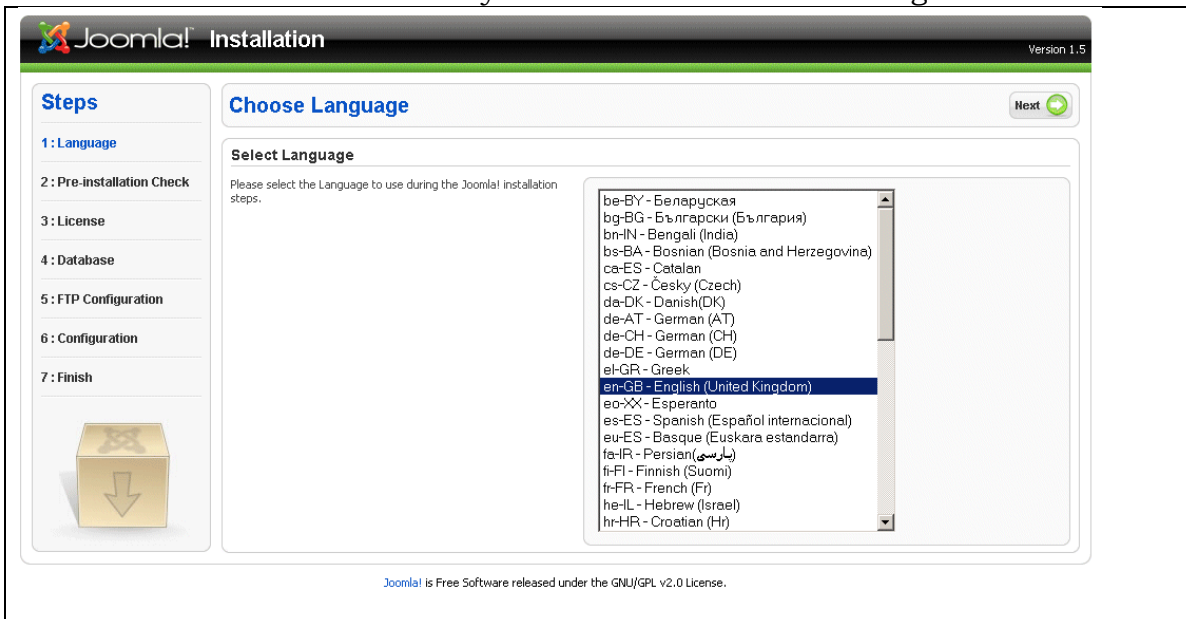 Joomla! Installation
Version 1.5
Steps
1 : Language
2 : Pre-installation Check
3 : License
4 : Database
5 : FTP Configuration
6 : Configuration
7 : Finish
Choose Language
Next
Select Language
Please select the Language to use during the Joomla! installation
steps.
be-BY - Беларуская
bg-BG - Български (България)
bn-IN - Bengali (India)
bs-BA - Bosnian (Bosnia and Herzegovina)
ca-ES - Catalan
cs-CZ - Česky (Czech)
da-DK - Danish(DK)
de-AT - German (AT)
de-CH - German (CH)
de-DE - German (DE)
el-GR - Greek
en-GB - English (United Kingdom)
eo-XX - Esperanto
es-ES - Spanish (Español internacional)
eu-ES - Basque (Euskara estandarra)
fa-IR - Persian(پارسی)
fi-FI - Finnish (Suomi)
fr-FR - French (Fr)
he-IL - Hebrew (Israel)
hr-HR - Croatian (Hr)
Joomla! is Free Software released under the GNU/GPL v2.0 License.